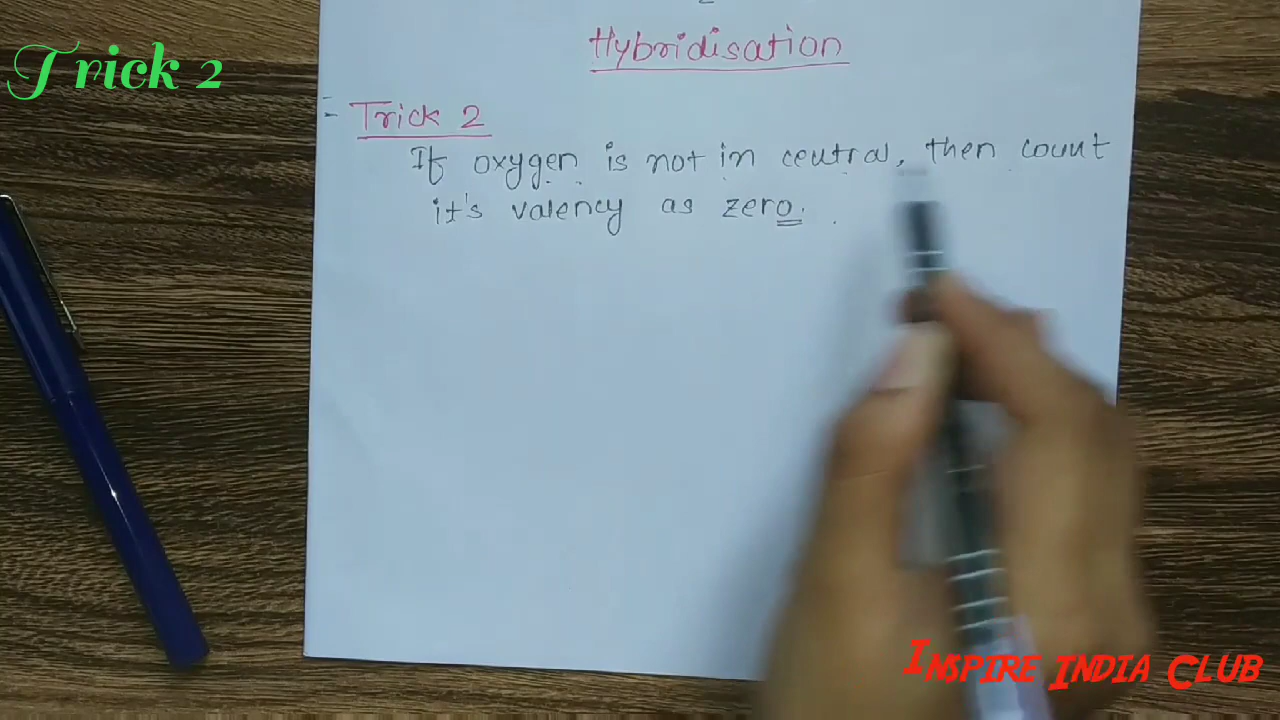 Trick 2
Hybridisation
Trick 2
If oxygen is not in central, then count
it's valency as zero.
INSPIRE INDIA CLUB